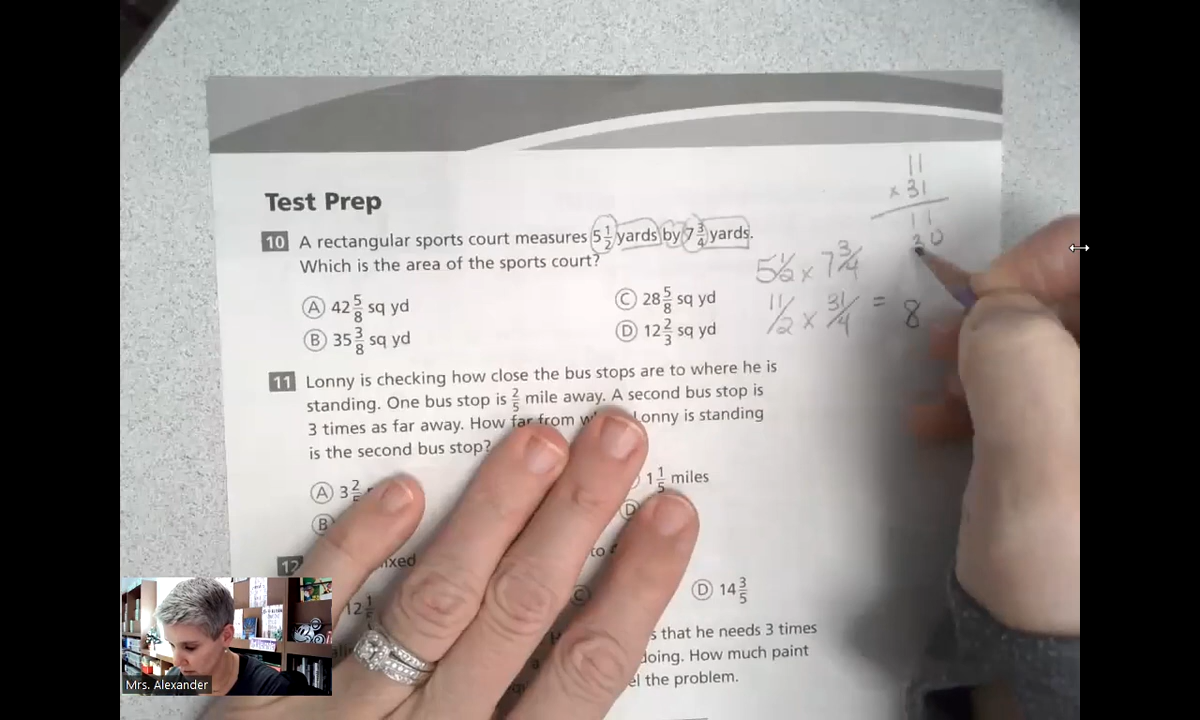 Test Prep
10 A rectangular sports court measures 5 1/2 yards by 7 3/4 yards.
Which is the area of the sports court?
A 42 5/8 sq yd
B 35 3/8 sq yd
C 28 5/8 sq yd
D 12 2/3 sq yd
11
× 31
11
30
5 1/2 × 7 3/4
11/2 × 31/4 = 8
11 Lonny is checking how close the bus stops are to where he is
standing. One bus stop is 2/5 mile away. A second bus stop is
3 times as far away. How far from Lonny is standing
is the second bus stop?
A 3
B
1 1/5 miles
D
12
to
C
D 14 3/5
s that he needs 3 times
doing. How much paint
the problem.
Mrs. Alexander